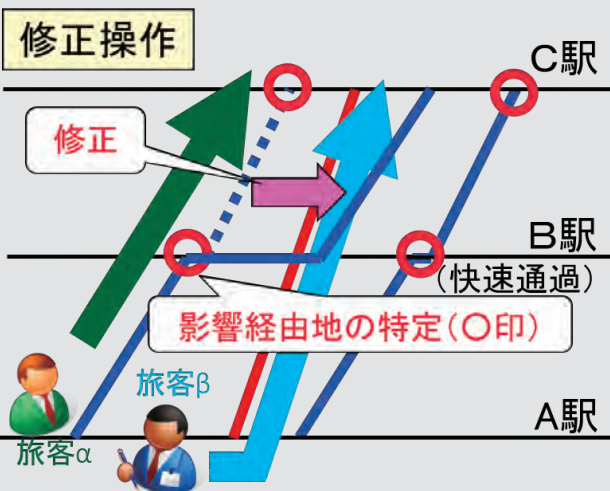 修正操作
C駅
修正
B駅
(快速通過)
影響経由地の特定(〇印)
旅客β
A駅
旅客α